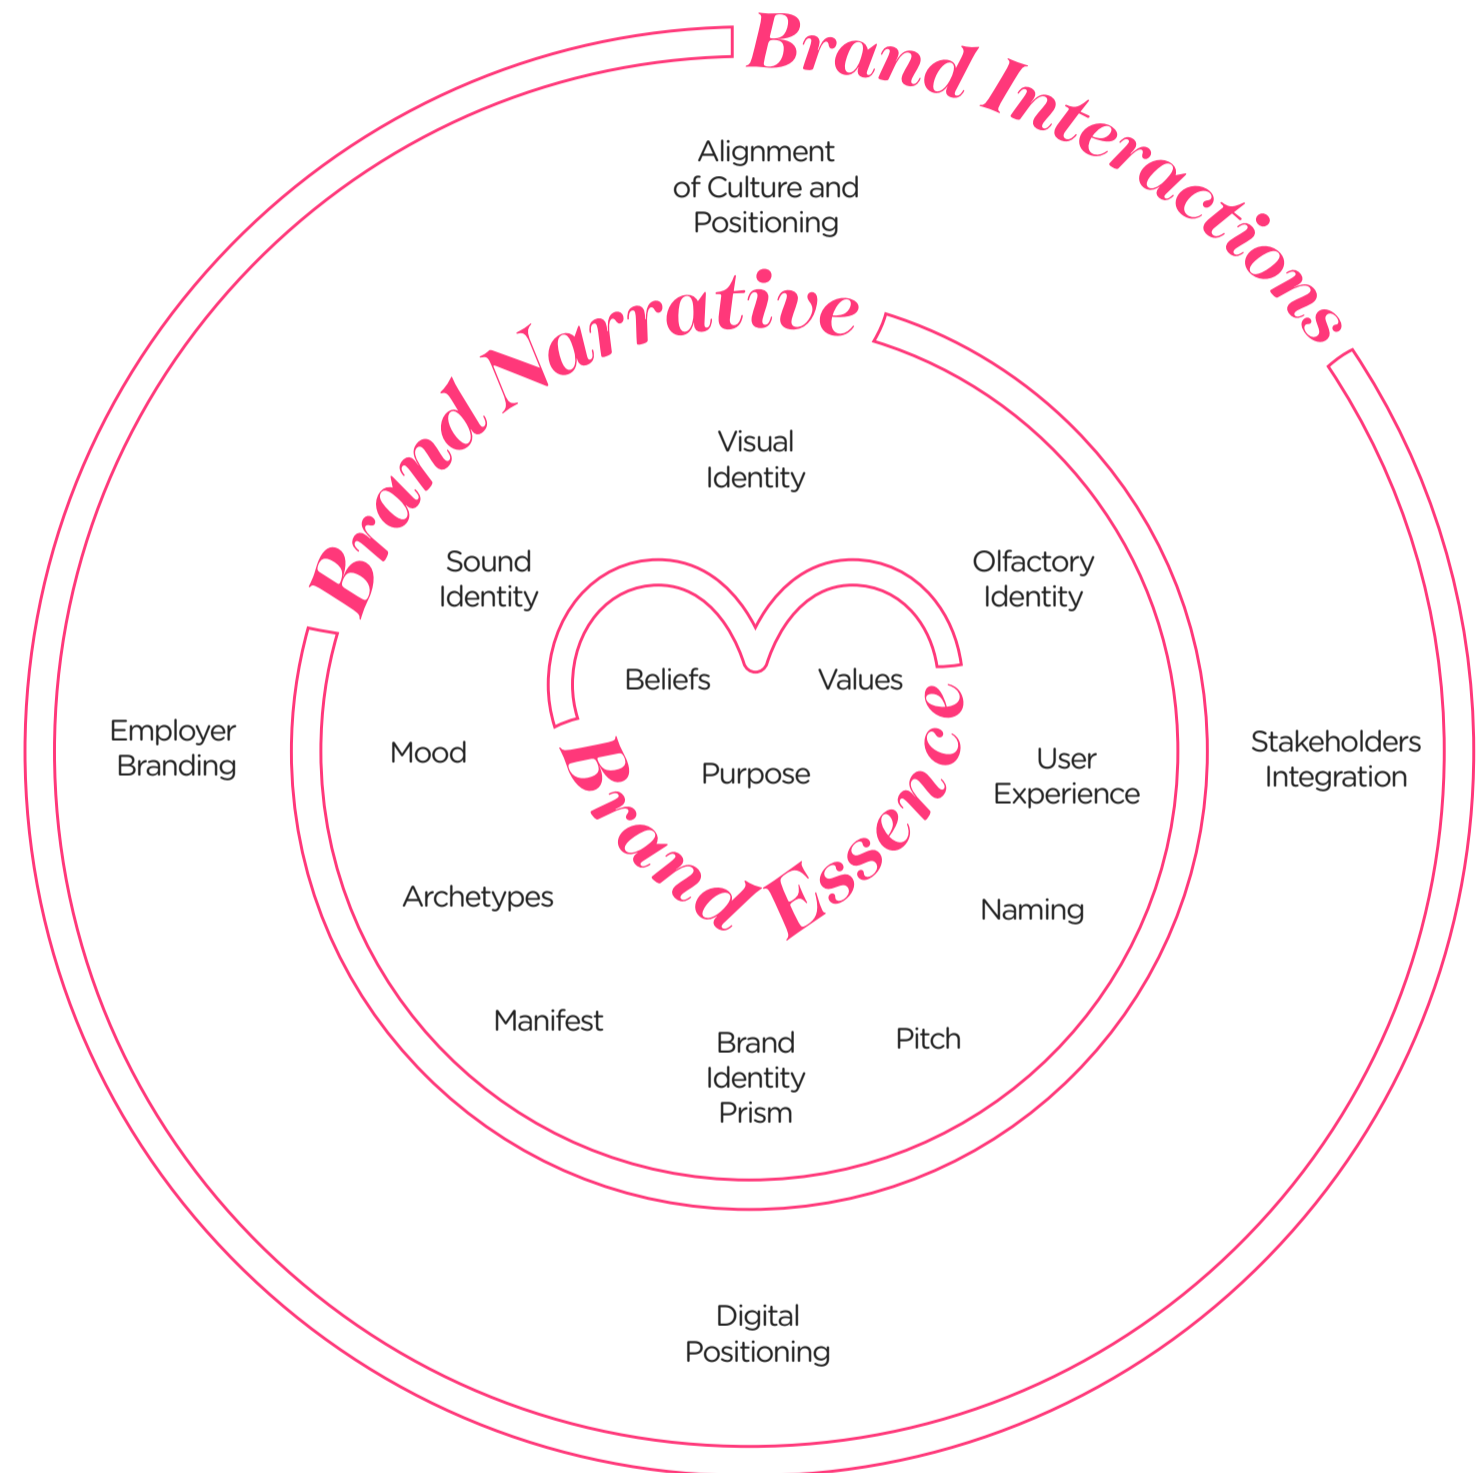 Brand Interactions
Alignment
of Culture and
Positioning
Brand Narrative
Visual
Identity
Sound
Identity
Olfactory
Identity
Beliefs
Values
Employer
Branding
Mood
Purpose
User
Experience
Stakeholders
Integration
Brand Essence
Archetypes
Naming
Manifest
Brand
Identity
Prism
Pitch
Digital
Positioning